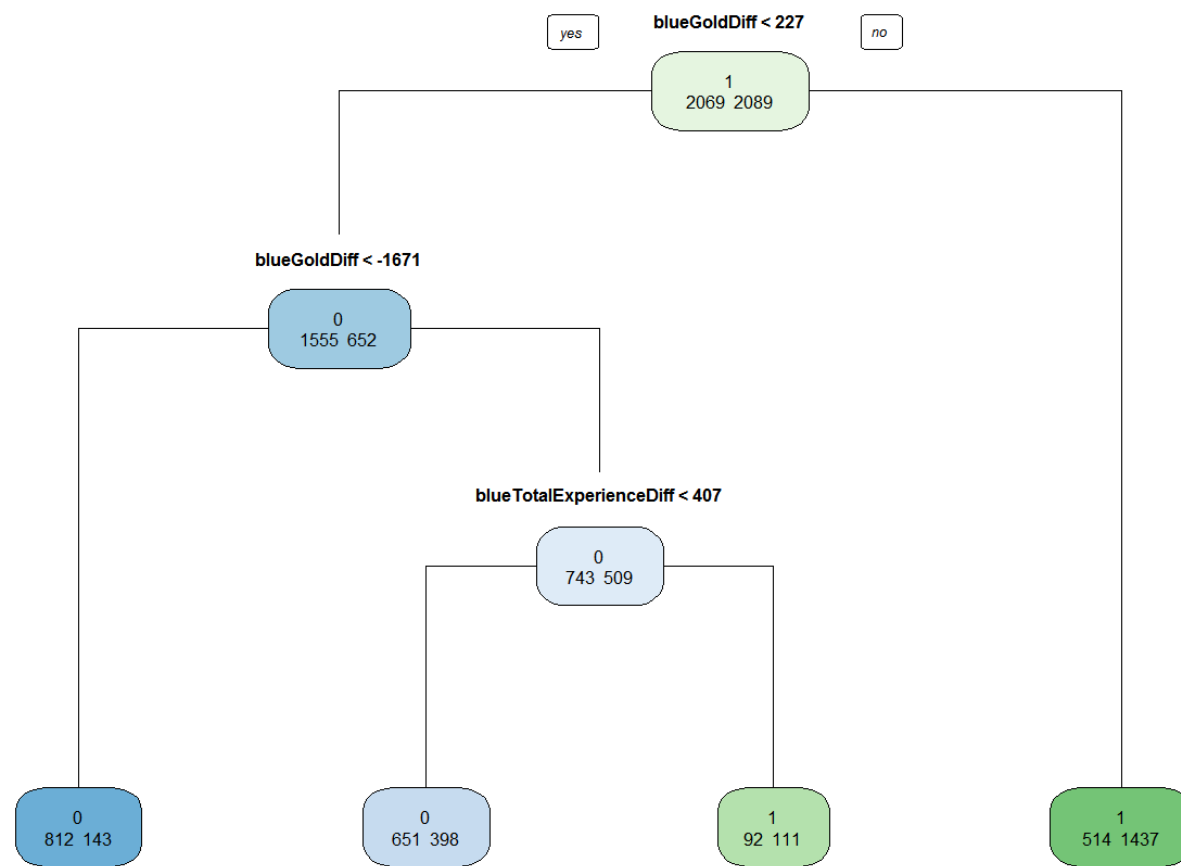 blueGoldDiff < 227
yes
no
1
2069 2089
blueGoldDiff < -1671
0
1555 652
blueTotalExperienceDiff < 407
0
743 509
0
812 143
0
651 398
1
92 111
1
514 1437